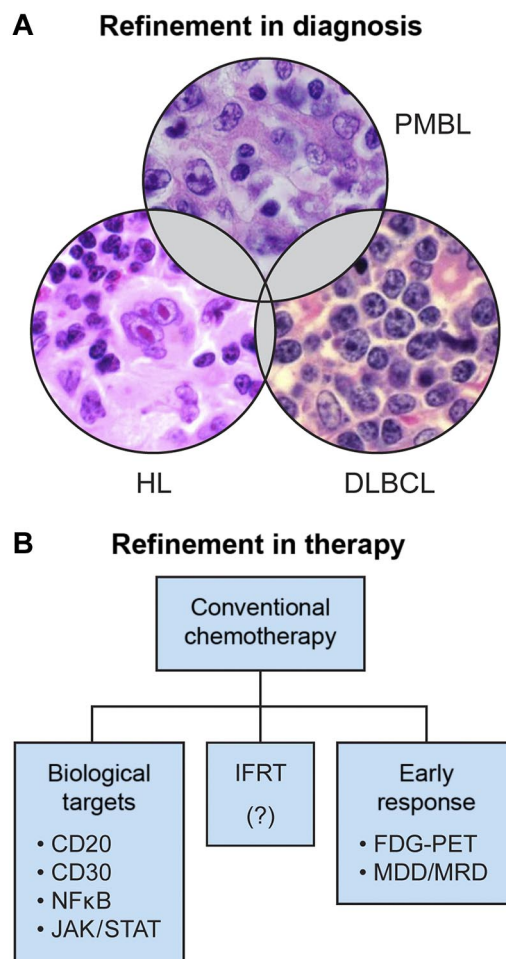 A Refinement in diagnosis
PMBL
HL
DLBCL
B Refinement in therapy
Conventional
chemotherapy
Biological
targets
• CD20
• CD30
• NFκB
• JAK/STAT
IFRT
(?)
Early
response
• FDG-PET
• MDD/MRD